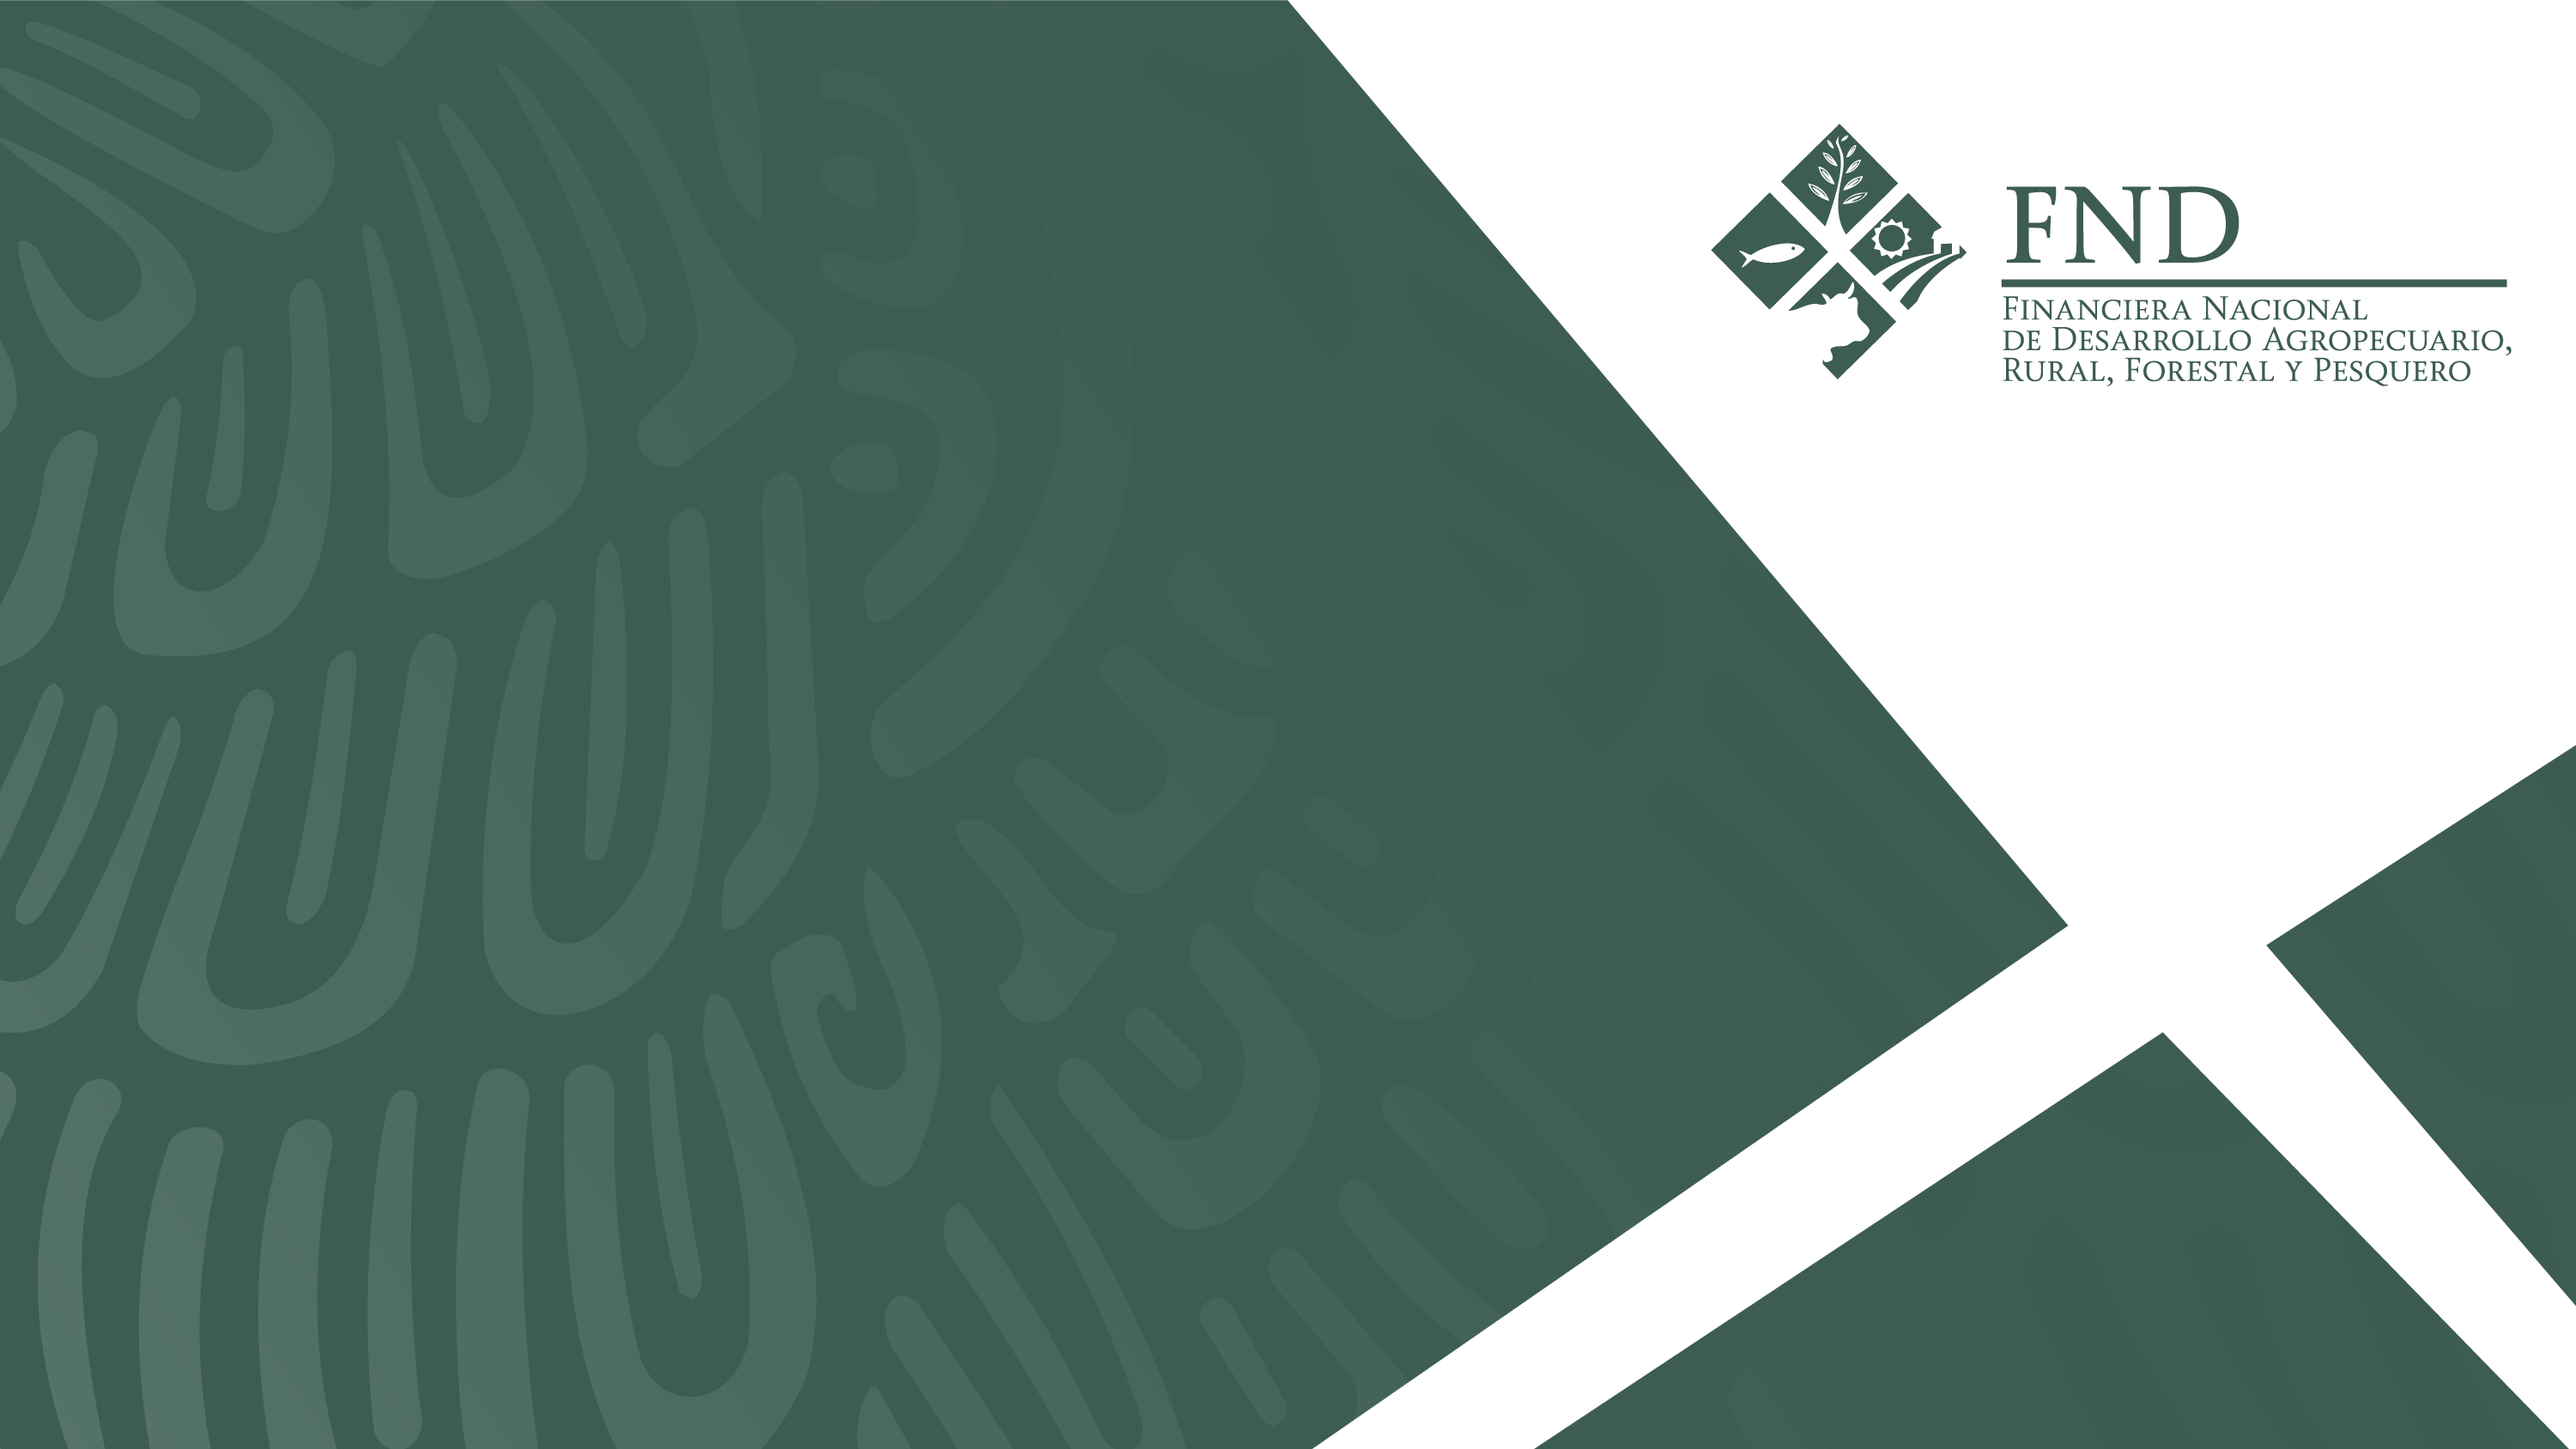 FND
Financiera Nacional
de Desarrollo Agropecuario,
Rural, Forestal y Pesquero